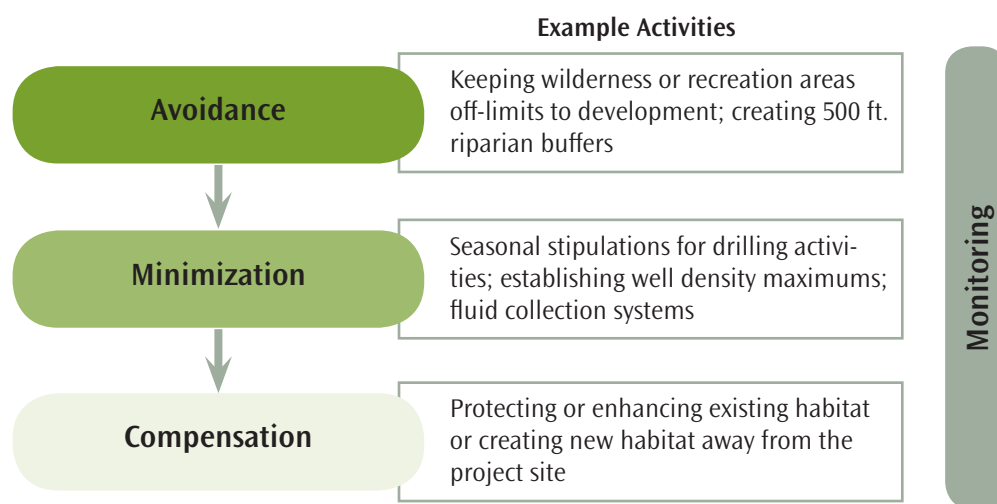 Example Activities
Avoidance
Keeping wilderness or recreation areas
off-limits to development; creating 500 ft.
riparian buffers
Minimization
Seasonal stipulations for drilling activi-
ties; establishing well density maximums;
fluid collection systems
Compensation
Protecting or enhancing existing habitat
or creating new habitat away from the
project site
Monitoring